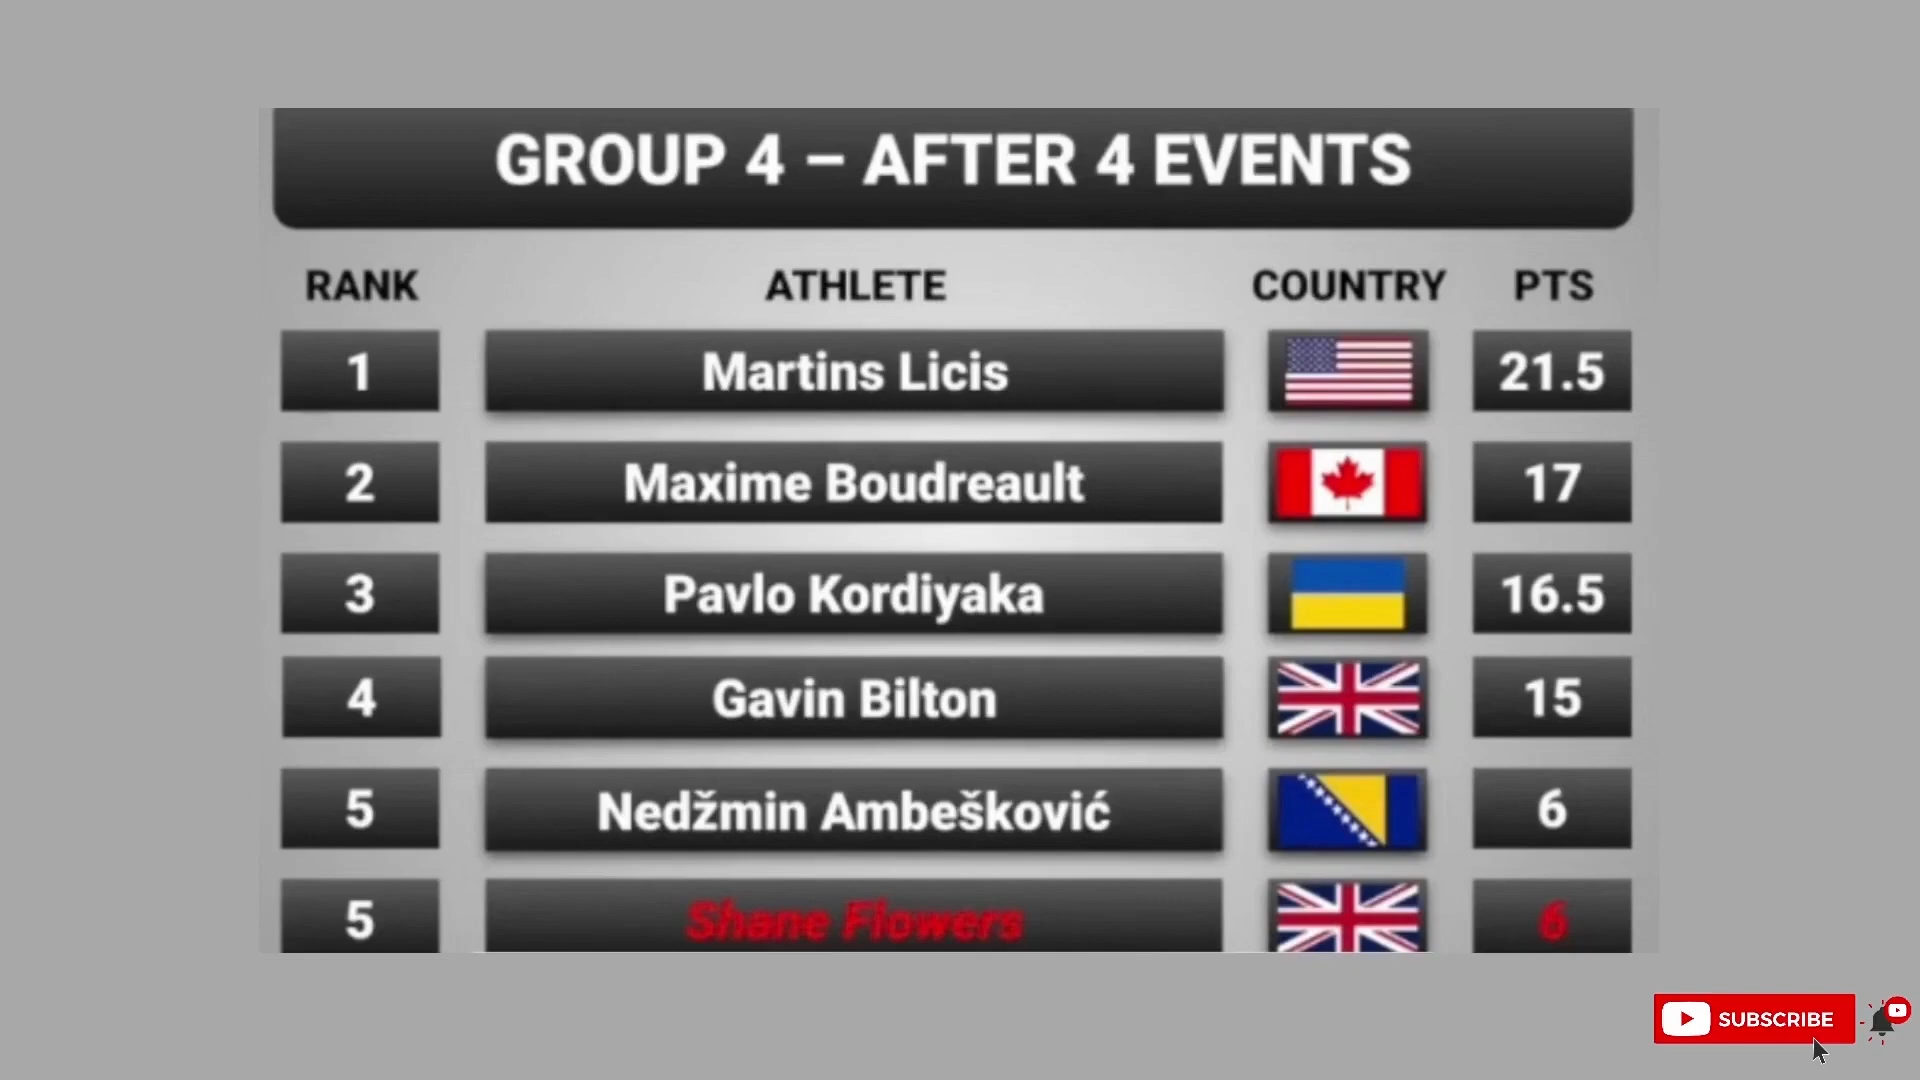 GROUP 4 – AFTER 4 EVENTS
RANK ATHLETE COUNTRY PTS
1 Martins Licis 21.5
2 Maxime Boudreault 17
3 Pavlo Kordiyaka 16.5
4 Gavin Bilton 15
5 Nedžmin Ambešković 6
5 Shane Flowers 6
SUBSCRIBE